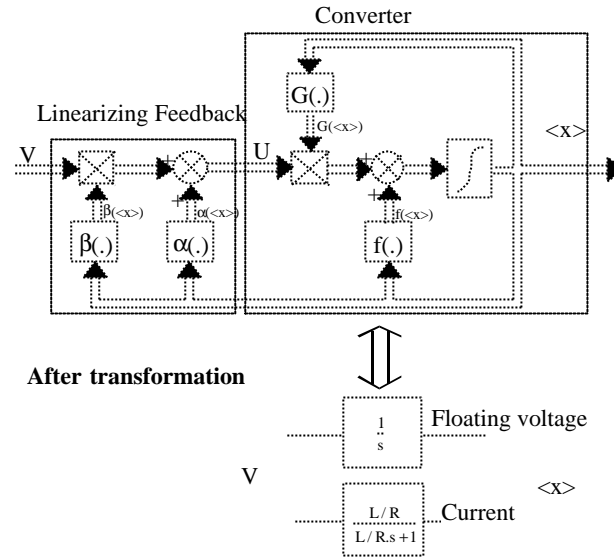 Converter
G(.)
Linearizing Feedback
G(<x>)
V
+
U
+
<x>
β(<x>)
+
α(<x>)
+
f(<x>)
β(.)
α(.)
f(.)
After transformation
1
s
Floating voltage
V
<x>
L/R
L/R.s+1
Current